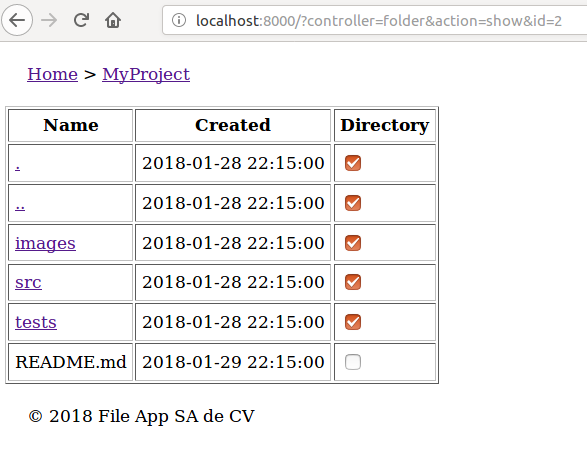 localhost:8000/?controller=folder&action=show&id=2
Home > MyProject
Name Created Directory
. 2018-01-28 22:15:00
.. 2018-01-28 22:15:00
images 2018-01-28 22:15:00
src 2018-01-28 22:15:00
tests 2018-01-28 22:15:00
README.md 2018-01-29 22:15:00
© 2018 File App SA de CV